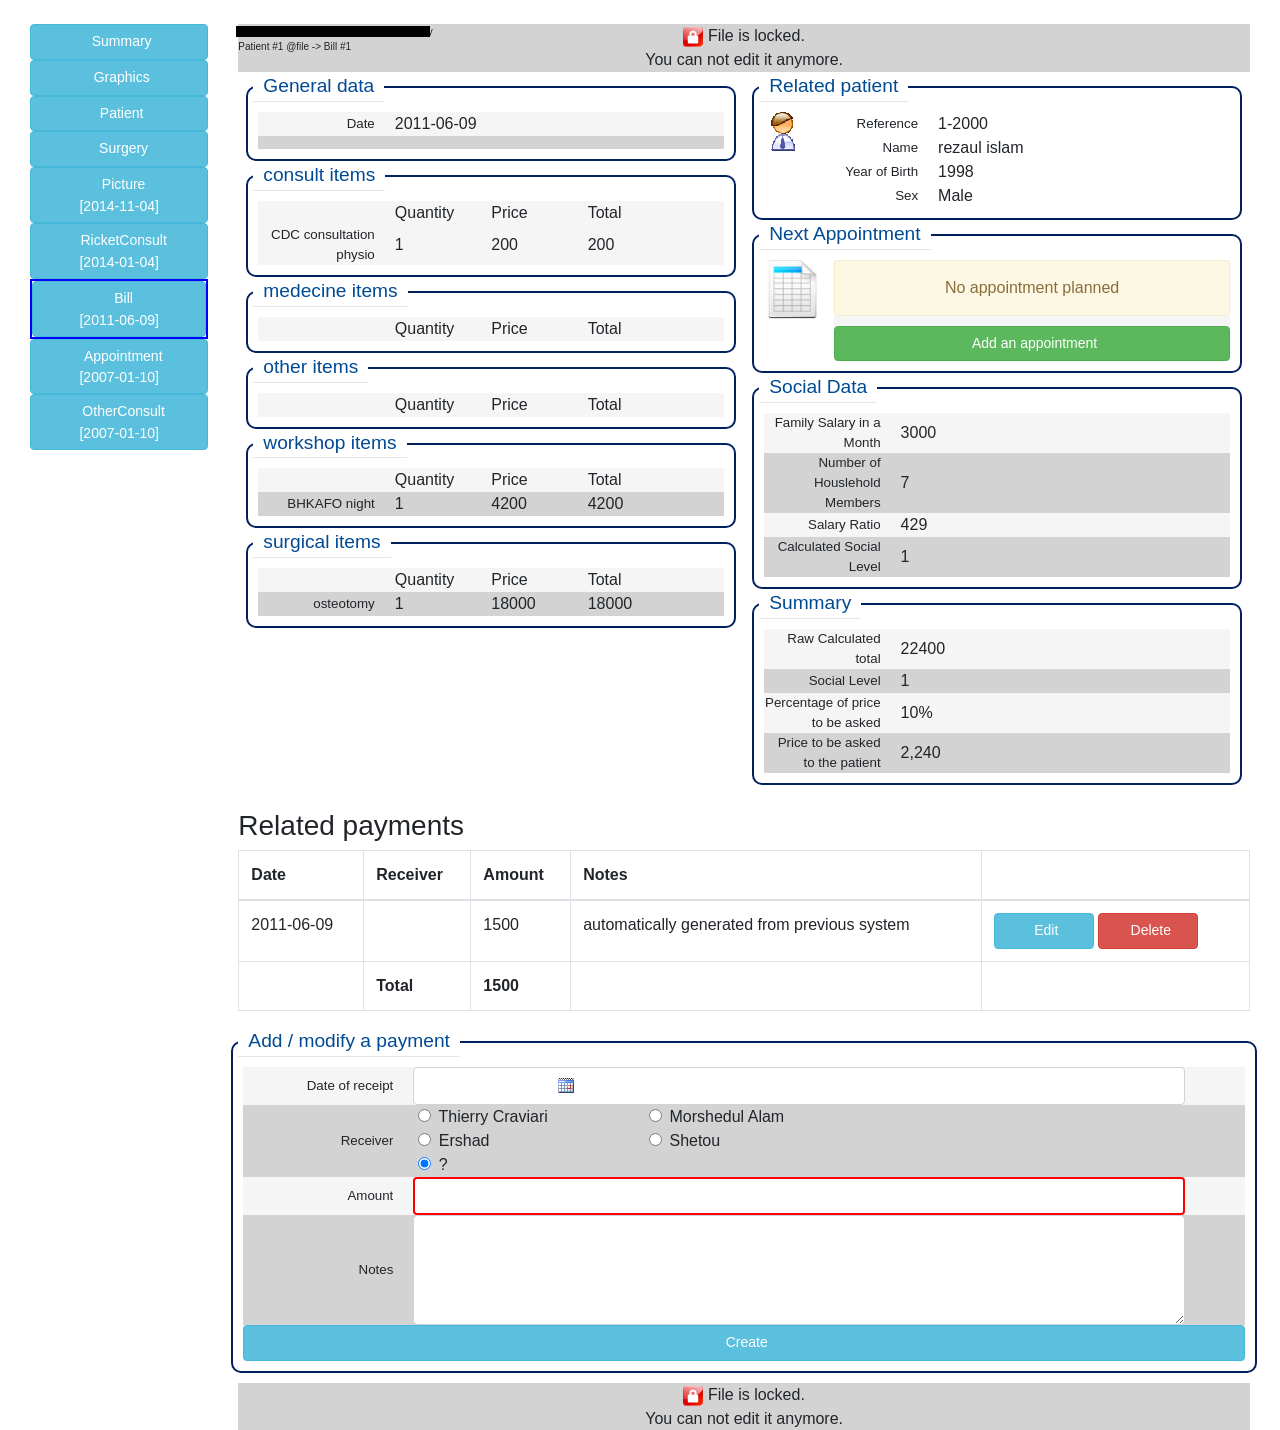 Summary
Graphics
Patient
Surgery
Picture
[2014-11-04]
RicketConsult
[2014-01-04]
Bill
[2011-06-09]
Appointment
[2007-01-10]
OtherConsult
[2007-01-10]
Patient #1 @file -> Bill #1
File is locked.
You can not edit it anymore.
General data
Date 2011-06-09
consult items
Quantity Price Total
CDC consultation
physio 1 200 200
medecine items
Quantity Price Total
other items
Quantity Price Total
workshop items
Quantity Price Total
BHKAFO night 1 4200 4200
surgical items
Quantity Price Total
osteotomy 1 18000 18000
Related patient
Reference 1-2000
Name rezaul islam
Year of Birth 1998
Sex Male
Next Appointment
No appointment planned
Add an appointment
Social Data
Family Salary in a
Month 3000
Number of
Houslehold
Members 7
Salary Ratio 429
Calculated Social
Level 1
Summary
Raw Calculated
total 22400
Social Level 1
Percentage of price
to be asked 10%
Price to be asked
to the patient 2,240
Related payments
Date Receiver Amount Notes
2011-06-09 1500 automatically generated from previous system Edit Delete
Total 1500
Add / modify a payment
Date of receipt
Receiver
Thierry Craviari Morshedul Alam
Ershad Shetou
?
Amount
Notes
Create
File is locked.
You can not edit it anymore.